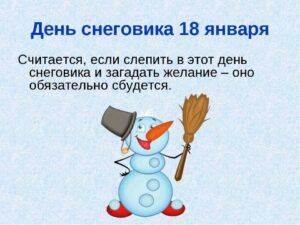 День снеговика 18 января
Считается, если слепить в этот день
снеговика и загадать желание – оно
обязательно сбудется.